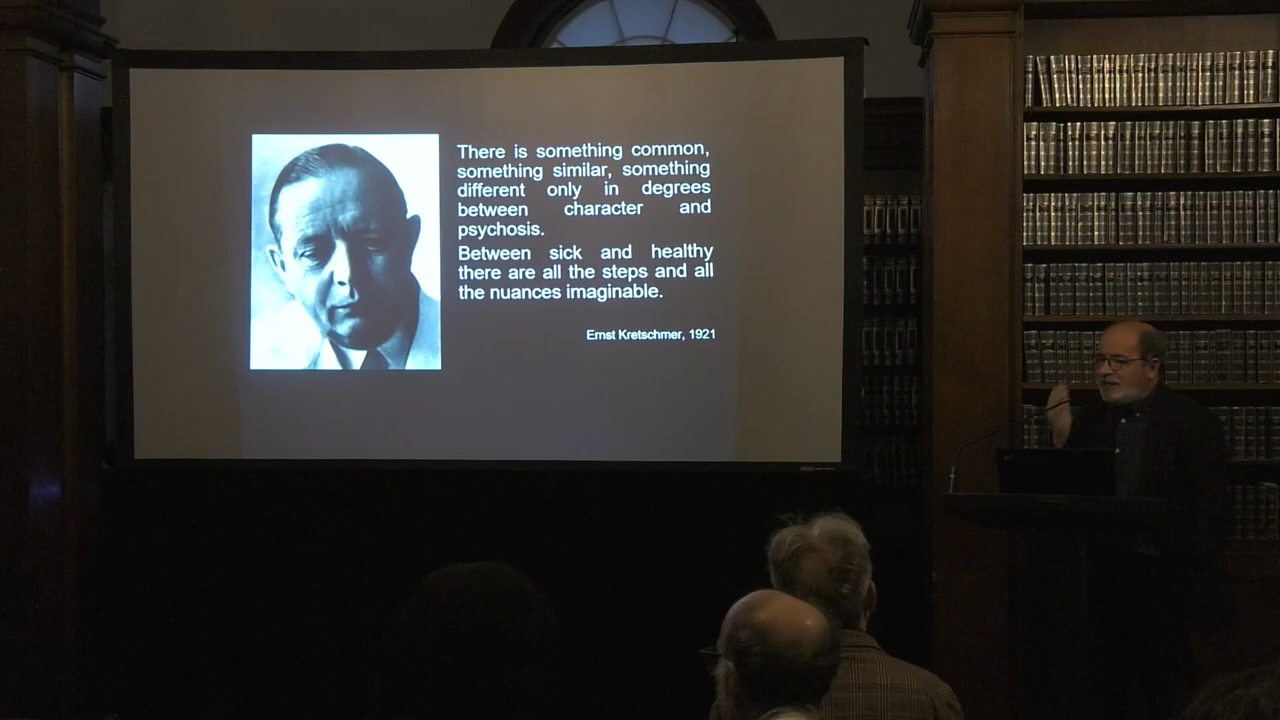 There is something common,
something similar, something
different only in degrees
between character and
psychosis.
Between sick and healthy
there are all the steps and all
the nuances imaginable.
Ernst Kretschmer, 1921